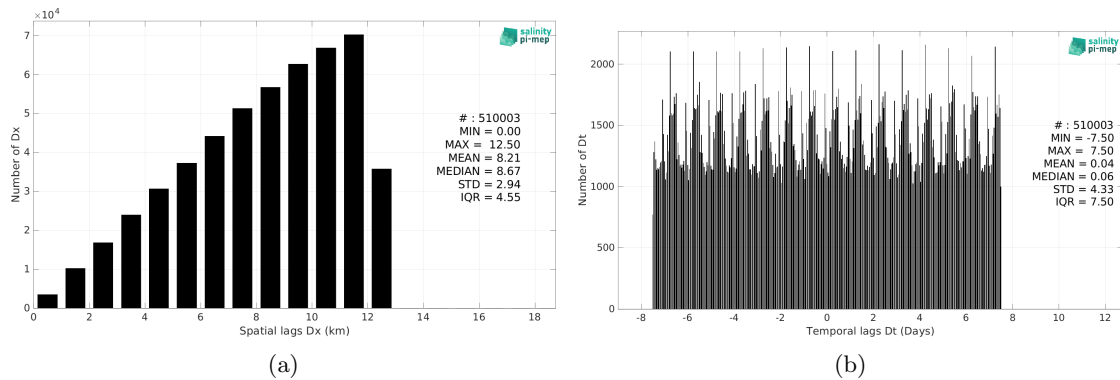 ×10⁴
7
6
5
4
3
2
1
0
Number of Dx
0 2 4 6 8 10 12 14 16 18
Spatial lags Dx (km)
salinity
pi-mep
# : 510003
MIN = 0.00
MAX = 12.50
MEAN = 8.21
MEDIAN = 8.67
STD = 2.94
IQR = 4.55
(a)
2000
1500
1000
500
0
Number of Dt
-8 -6 -4 -2 0 2 4 6 8 10 12
Temporal lags Dt (Days)
salinity
pi-mep
# : 510003
MIN = -7.50
MAX = 7.50
MEAN = 0.04
MEDIAN = 0.06
STD = 4.33
IQR = 7.50
(b)